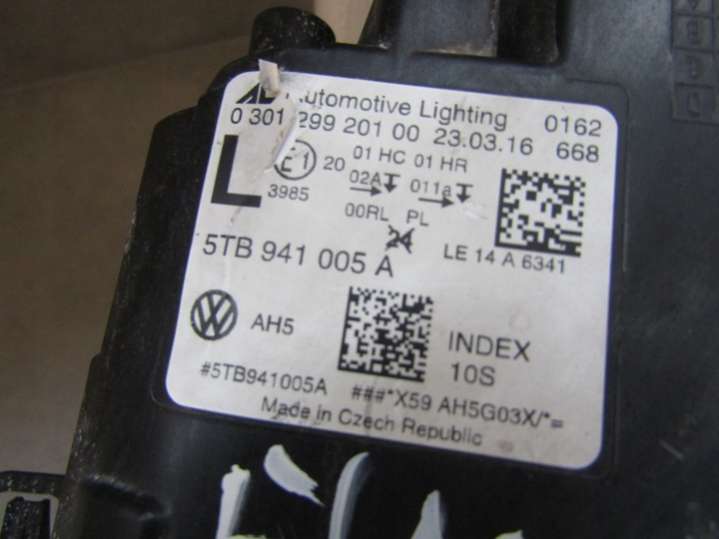 AL Automotive Lighting 0162
0 301 299 201 00 23.03.16 668
L E1 20 01 HC 01 HR
3985 02A 011a
00RL PL
24
5TB 941 005 A LE 14 A 6341
VW AH5 INDEX
10S
#5TB941005A ###*X59 AH5G03X/*=
Made in Czech Republic